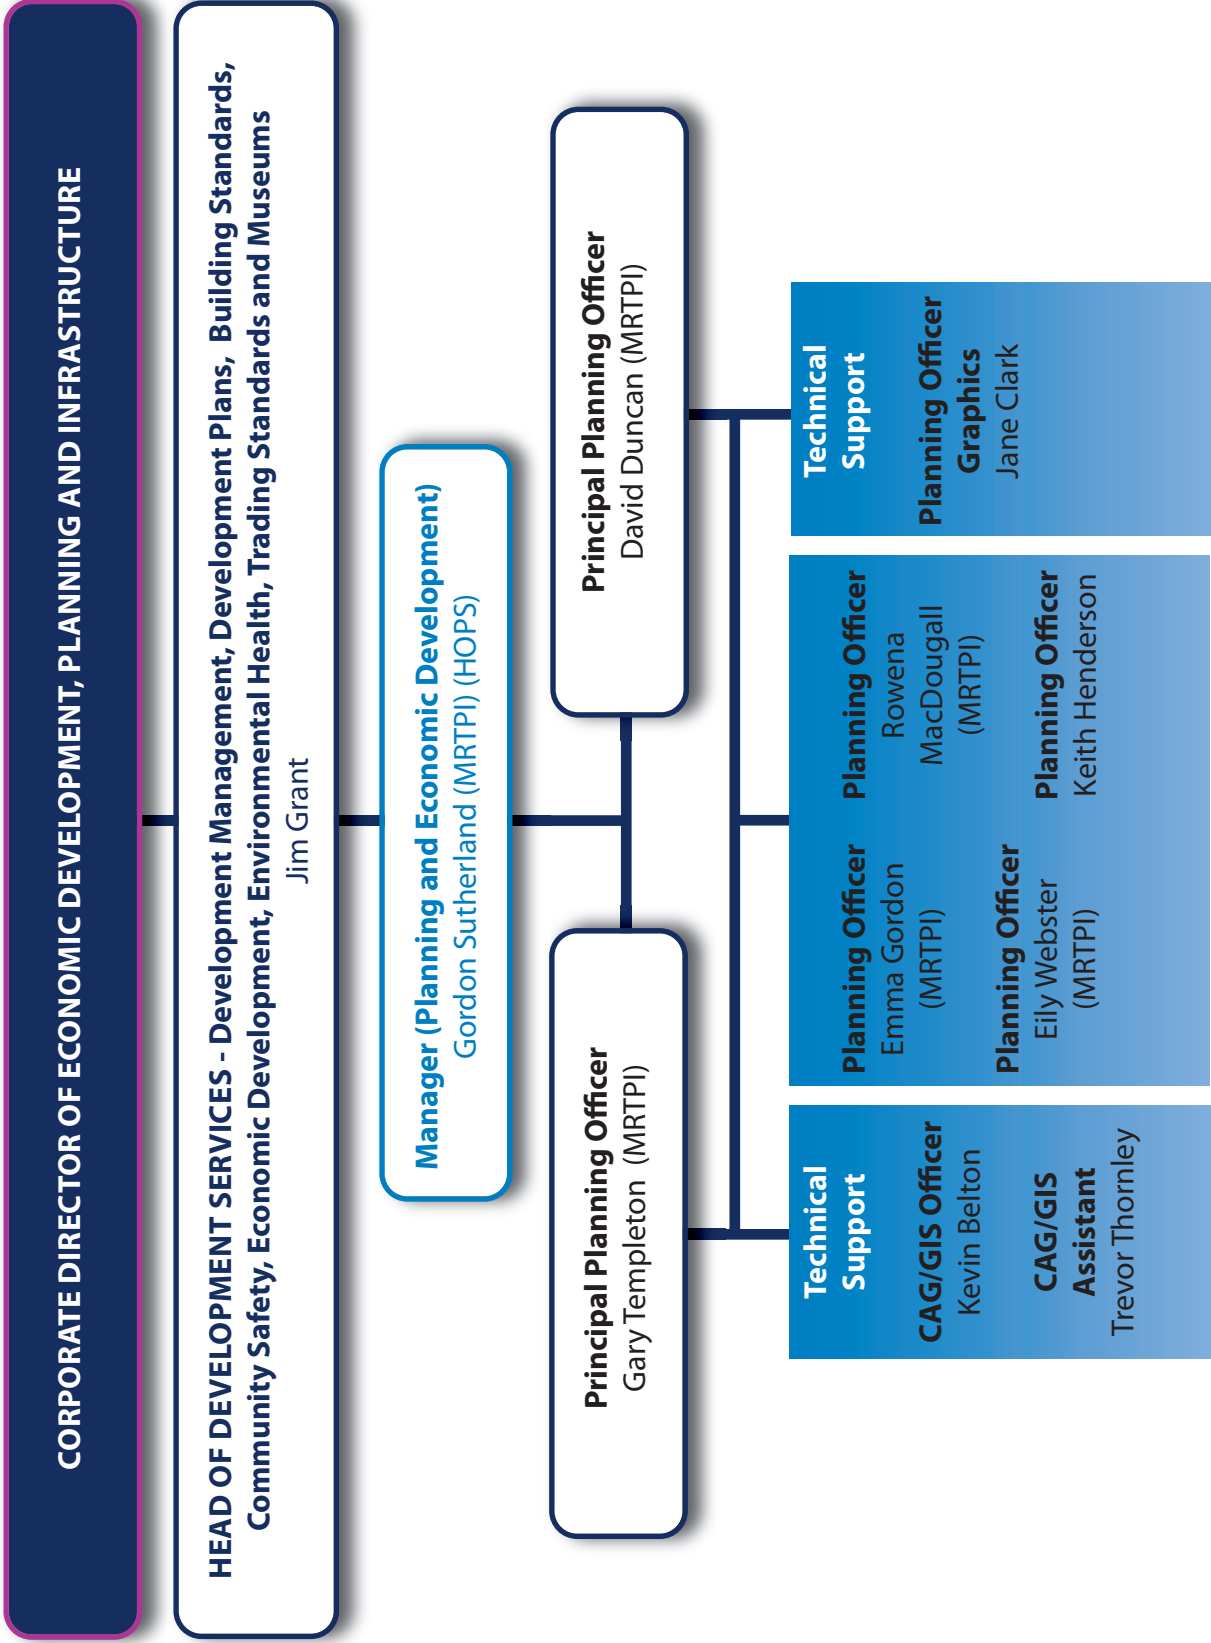 CORPORATE DIRECTOR OF ECONOMIC DEVELOPMENT, PLANNING AND INFRASTRUCTURE
HEAD OF DEVELOPMENT SERVICES - Development Management, Development Plans, Building Standards,
Community Safety, Economic Development, Environmental Health, Trading Standards and Museums
Jim Grant
Manager (Planning and Economic Development)
Gordon Sutherland (MRTPI) (HOPS)
Principal Planning Officer
Gary Templeton (MRTPI)
Principal Planning Officer
David Duncan (MRTPI)
Technical
Support
CAG/GIS Officer
Kevin Belton
CAG/GIS
Assistant
Trevor Thornley
Planning Officer
Emma Gordon
(MRTPI)
Planning Officer
Eily Webster
(MRTPI)
Planning Officer
Rowena
MacDougall
(MRTPI)
Planning Officer
Keith Henderson
Technical
Support
Planning Officer
Graphics
Jane Clark